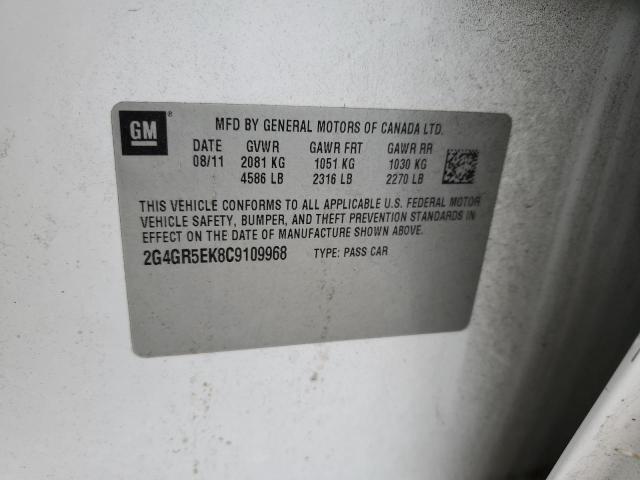 GM ®
MFD BY GENERAL MOTORS OF CANADA LTD.
DATE GVWR GAWR FRT GAWR RR
08/11 2081 KG 1051 KG 1030 KG
4586 LB 2316 LB 2270 LB
THIS VEHICLE CONFORMS TO ALL APPLICABLE U.S. FEDERAL MOTOR
VEHICLE SAFETY, BUMPER, AND THEFT PREVENTION STANDARDS IN
EFFECT ON THE DATE OF MANUFACTURE SHOWN ABOVE.
2G4GR5EK8C9109968 TYPE: PASS CAR